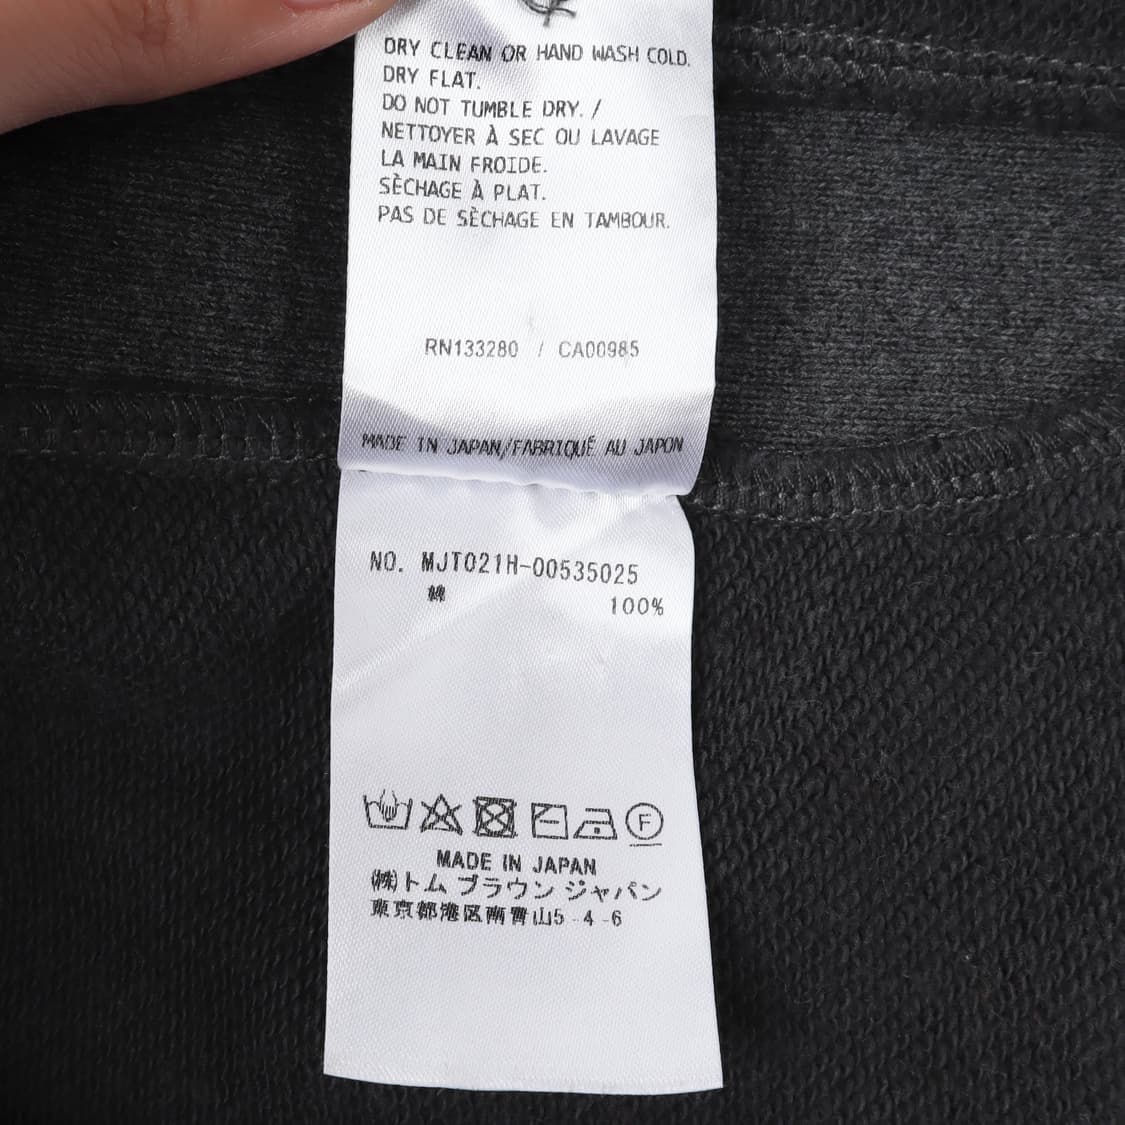 DRY CLEAN OR HAND WASH COLD.
DRY FLAT.
DO NOT TUMBLE DRY. /
NETTOYER À SEC OU LAVAGE
LA MAIN FROIDE.
SÈCHAGE À PLAT.
PAS DE SÈCHAGE EN TAMBOUR.
RN133280 / CA00985
MADE IN JAPAN/FABRIQUÉ AU JAPON
NO. MJT021H-00535025
綿 100%
F
MADE IN JAPAN
(株)トム ブラウン ジャパン
東京都港区南青山5-4-6